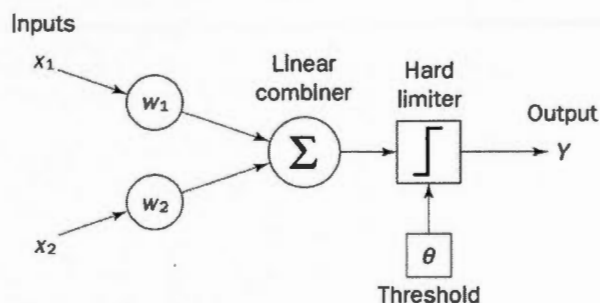 Inputs
x1
w1
Linear
combiner
Σ
Hard
limiter
Output
Y
w2
x2
θ
Threshold